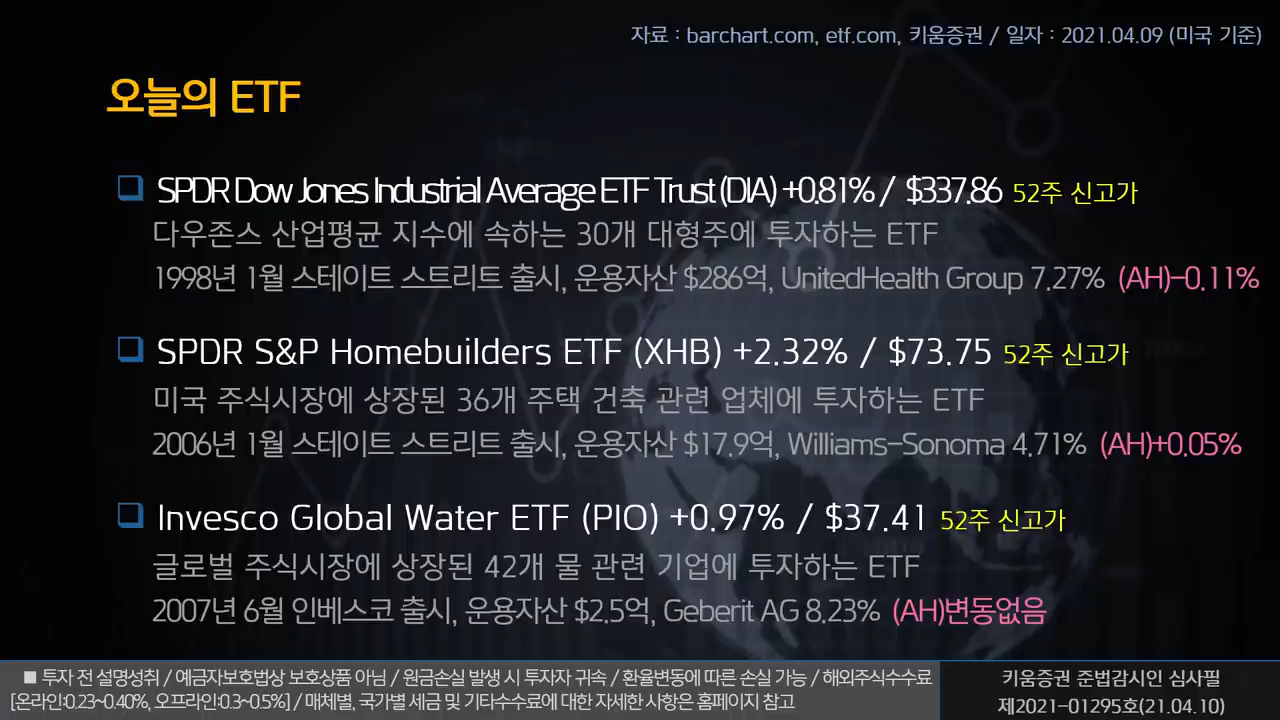 자료 : barchart.com, etf.com, 키움증권 / 일자 : 2021.04.09 (미국 기준)
오늘의 ETF
SPDR Dow Jones Industrial Average ETF Trust (DIA) +0.81% / $337.86 52주 신고가
다우존스 산업평균 지수에 속하는 30개 대형주에 투자하는 ETF
1998년 1월 스테이트 스트리트 출시, 운용자산 $286억, UnitedHealth Group 7.27% (AH)-0.11%
SPDR S&P Homebuilders ETF (XHB) +2.32% / $73.75 52주 신고가
미국 주식시장에 상장된 36개 주택 건축 관련 업체에 투자하는 ETF
2006년 1월 스테이트 스트리트 출시, 운용자산 $17.9억, Williams-Sonoma 4.71% (AH)+0.05%
Invesco Global Water ETF (PIO) +0.97% / $37.41 52주 신고가
글로벌 주식시장에 상장된 42개 물 관련 기업에 투자하는 ETF
2007년 6월 인베스코 출시, 운용자산 $2.5억, Geberit AG 8.23% (AH)변동없음
■ 투자 전 설명성취 / 예금자보호법상 보호상품 아님 / 원금손실 발생 시 투자자 귀속 / 환율변동에 따른 손실 가능 / 해외주식수수료
[온라인:0.23~0.40%, 오프라인:0.3~0.5%] / 매체별, 국가별 세금 및 기타수수료에 대한 자세한 사항은 홈페이지 참고
키움증권 준법감시인 심사필
제2021-01295호(21.04.10)